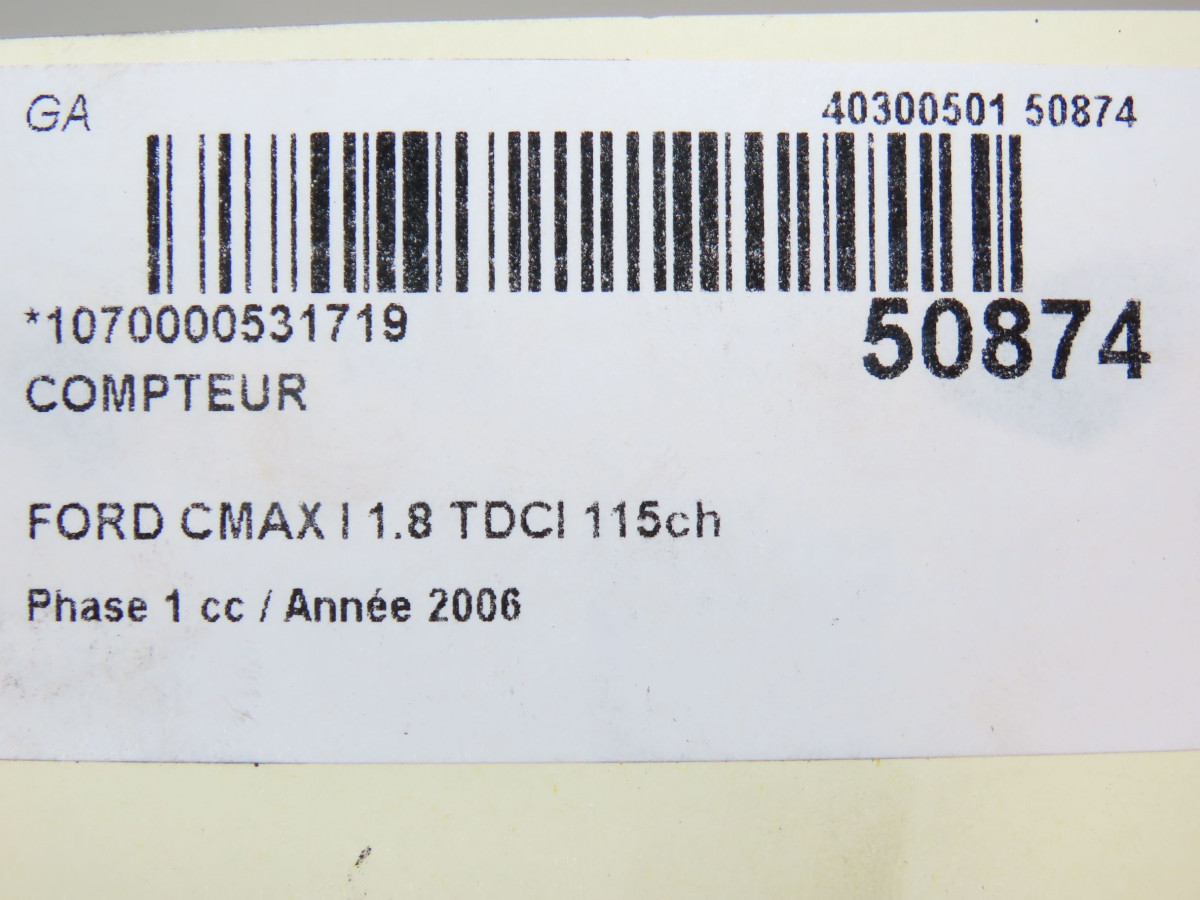 GA
40300501 50874
*1070000531719
50874
COMPTEUR
FORD CMAX I 1.8 TDCI 115ch
Phase 1 cc / Année 2006